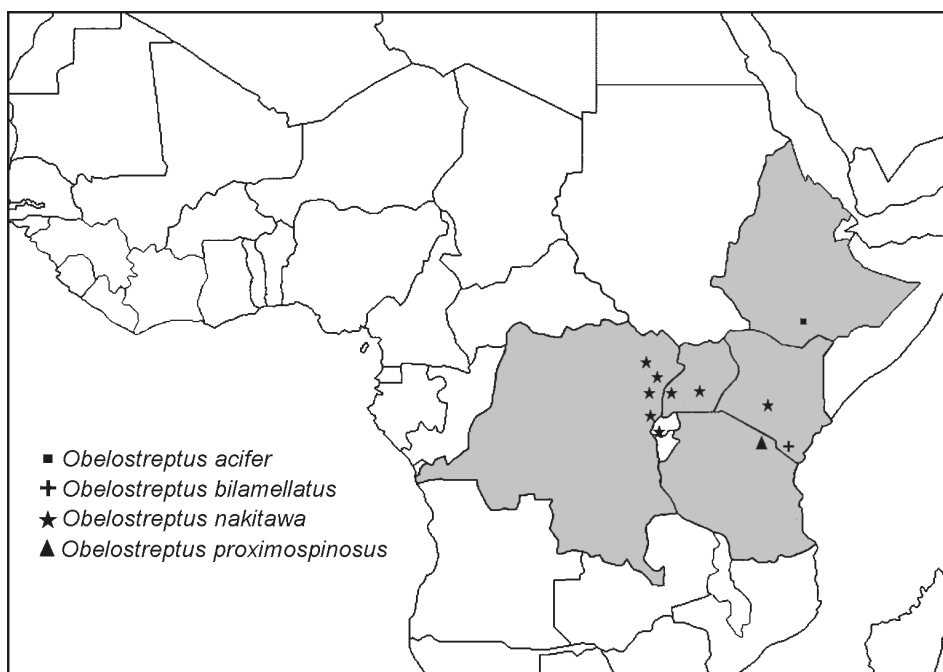 Obelostreptus acifer
Obelostreptus bilamellatus
Obelostreptus nakitawa
Obelostreptus proximospinosus